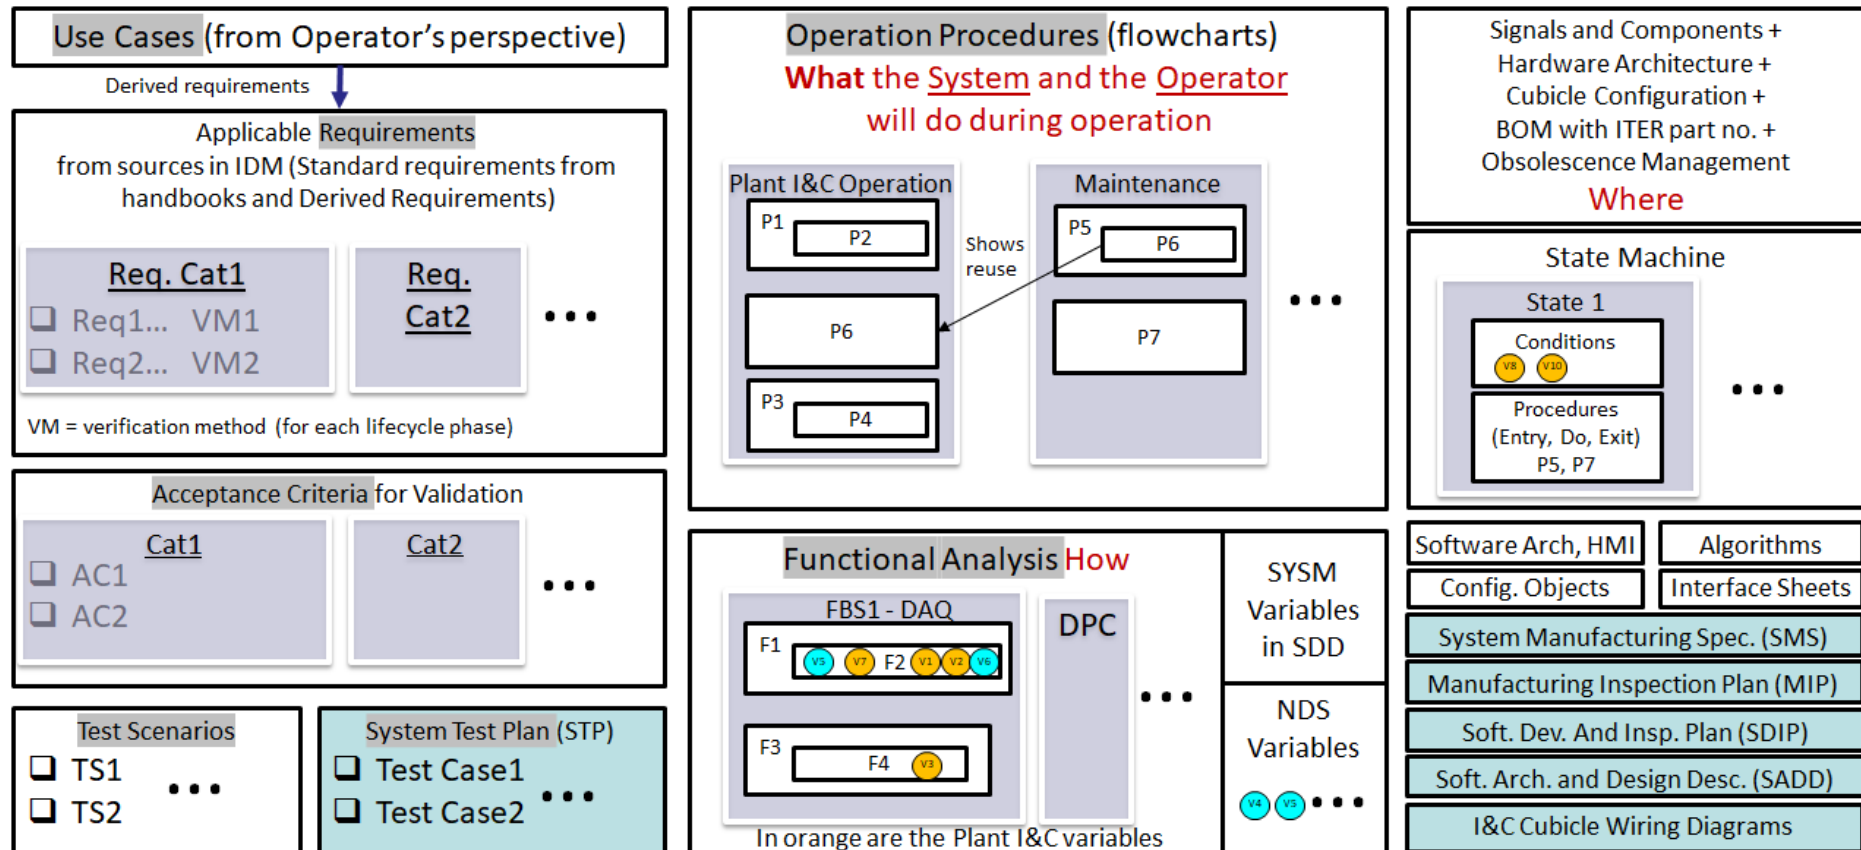 Use Cases (from Operator's perspective)
Derived requirements
Applicable Requirements
from sources in IDM (Standard requirements from
handbooks and Derived Requirements)
Req. Cat1
Req1... VM1
Req2... VM2
Req.
Cat2
...
VM = verification method (for each lifecycle phase)
Acceptance Criteria for Validation
Cat1
AC1
AC2
Cat2
...
Test Scenarios
TS1
TS2
...
System Test Plan (STP)
Test Case1
Test Case2
...
Operation Procedures (flowcharts)
What the System and the Operator
will do during operation
Plant I&C Operation
P1
P2
P6
P3
P4
Shows
reuse
Maintenance
P5
P6
P7
...
Functional Analysis How
FBS1 - DAQ
F1
V5 V7 F2 V1 V2 V6
F3
F4 V3
DPC
...
In orange are the Plant I&C variables
SYSM
Variables
in SDD
NDS
Variables
V4 V5 ...
Signals and Components +
Hardware Architecture +
Cubicle Configuration +
BOM with ITER part no. +
Obsolescence Management
Where
State Machine
State 1
Conditions
V8 V10
Procedures
(Entry, Do, Exit)
P5, P7
...
Software Arch, HMI
Algorithms
Config. Objects
Interface Sheets
System Manufacturing Spec. (SMS)
Manufacturing Inspection Plan (MIP)
Soft. Dev. And Insp. Plan (SDIP)
Soft. Arch. and Design Desc. (SADD)
I&C Cubicle Wiring Diagrams